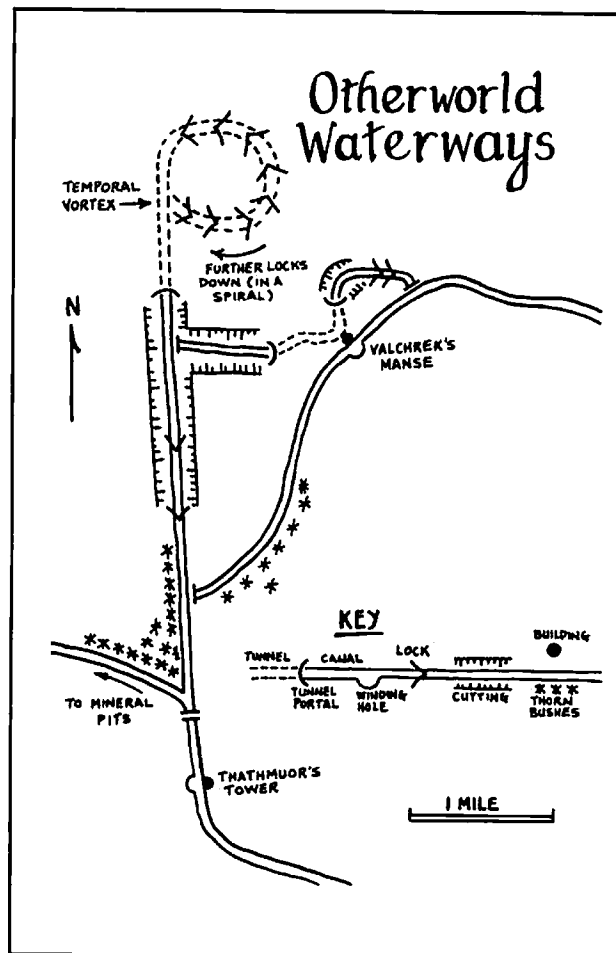 Otherworld
Waterways
TEMPORAL
VORTEX
FURTHER LOCKS
DOWN (IN A
SPIRAL)
N
VALCHREK'S
MANSE
KEY
BUILDING
TUNNEL
CANAL
LOCK
TUNNEL
PORTAL
WINDING
HOLE
CUTTING
THORN
BUSHES
TO MINERAL
PITS
THATHMUOR'S
TOWER
1 MILE